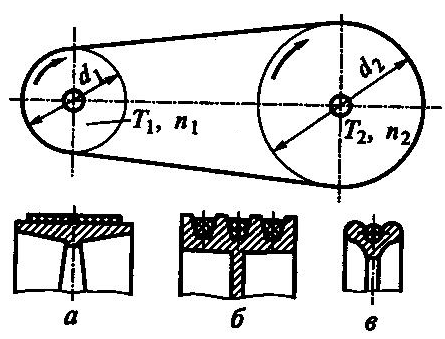 d₁
d₂
T₁, n₁
T₂, n₂
а
б
в